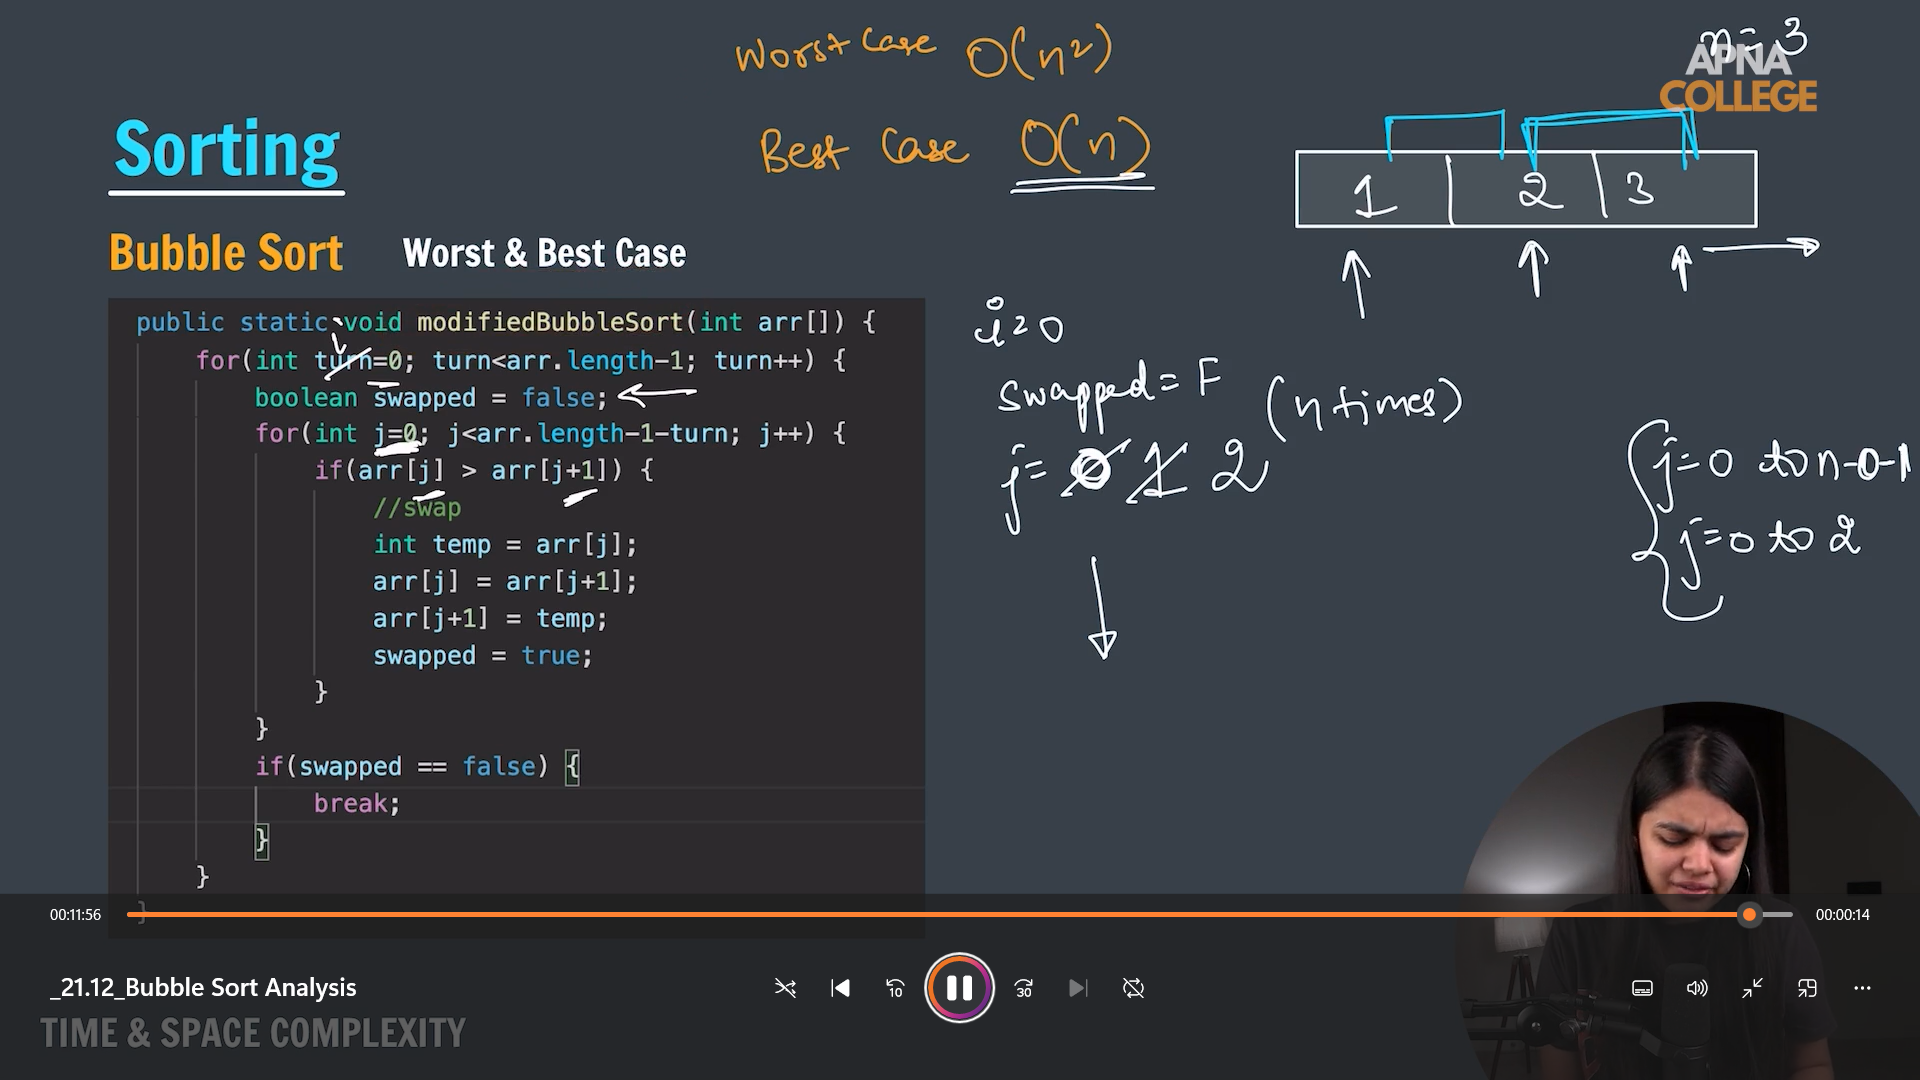 Worst Case O(n²)
n = 3
APNA
COLLEGE
Best Case O(n)
Sorting
1 2 3
Bubble Sort Worst & Best Case
public static void modifiedBubbleSort(int arr[]) {
for(int turn=0; turn<arr.length-1; turn++) {
boolean swapped = false;
for(int j=0; j<arr.length-1-turn; j++) {
if(arr[j] > arr[j+1]) {
//swap
int temp = arr[j];
arr[j] = arr[j+1];
arr[j+1] = temp;
swapped = true;
}
}
if(swapped == false) {
break;
}
}
}
i = 0
swapped = F
(n times)
j = 0 1 2
j = 0 to n-0-1
j = 0 to 2
00:11:56
00:00:14
_21.12_Bubble Sort Analysis
10
30
TIME & SPACE COMPLEXITY